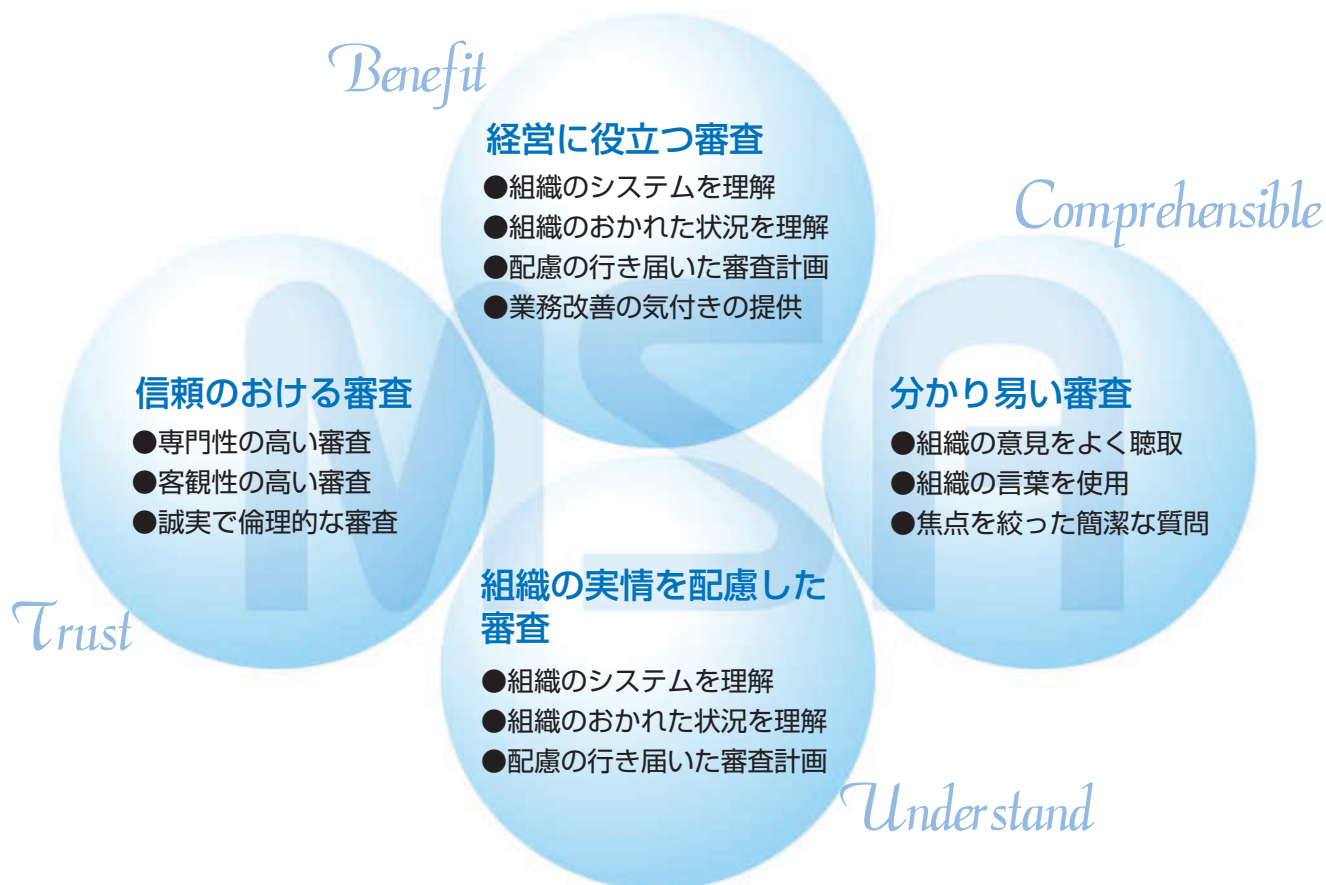 Benefit
経営に役立つ審査
●組織のシステムを理解
●組織のおかれた状況を理解
●配慮の行き届いた審査計画
●業務改善の気付きの提供
Comprehensible
分かり易い審査
●組織の意見をよく聴取
●組織の言葉を使用
●焦点を絞った簡潔な質問
信頼のおける審査
●専門性の高い審査
●客観性の高い審査
●誠実で倫理的な審査
Trust
組織の実情を配慮した
審査
●組織のシステムを理解
●組織のおかれた状況を理解
●配慮の行き届いた審査計画
Understand
MSA